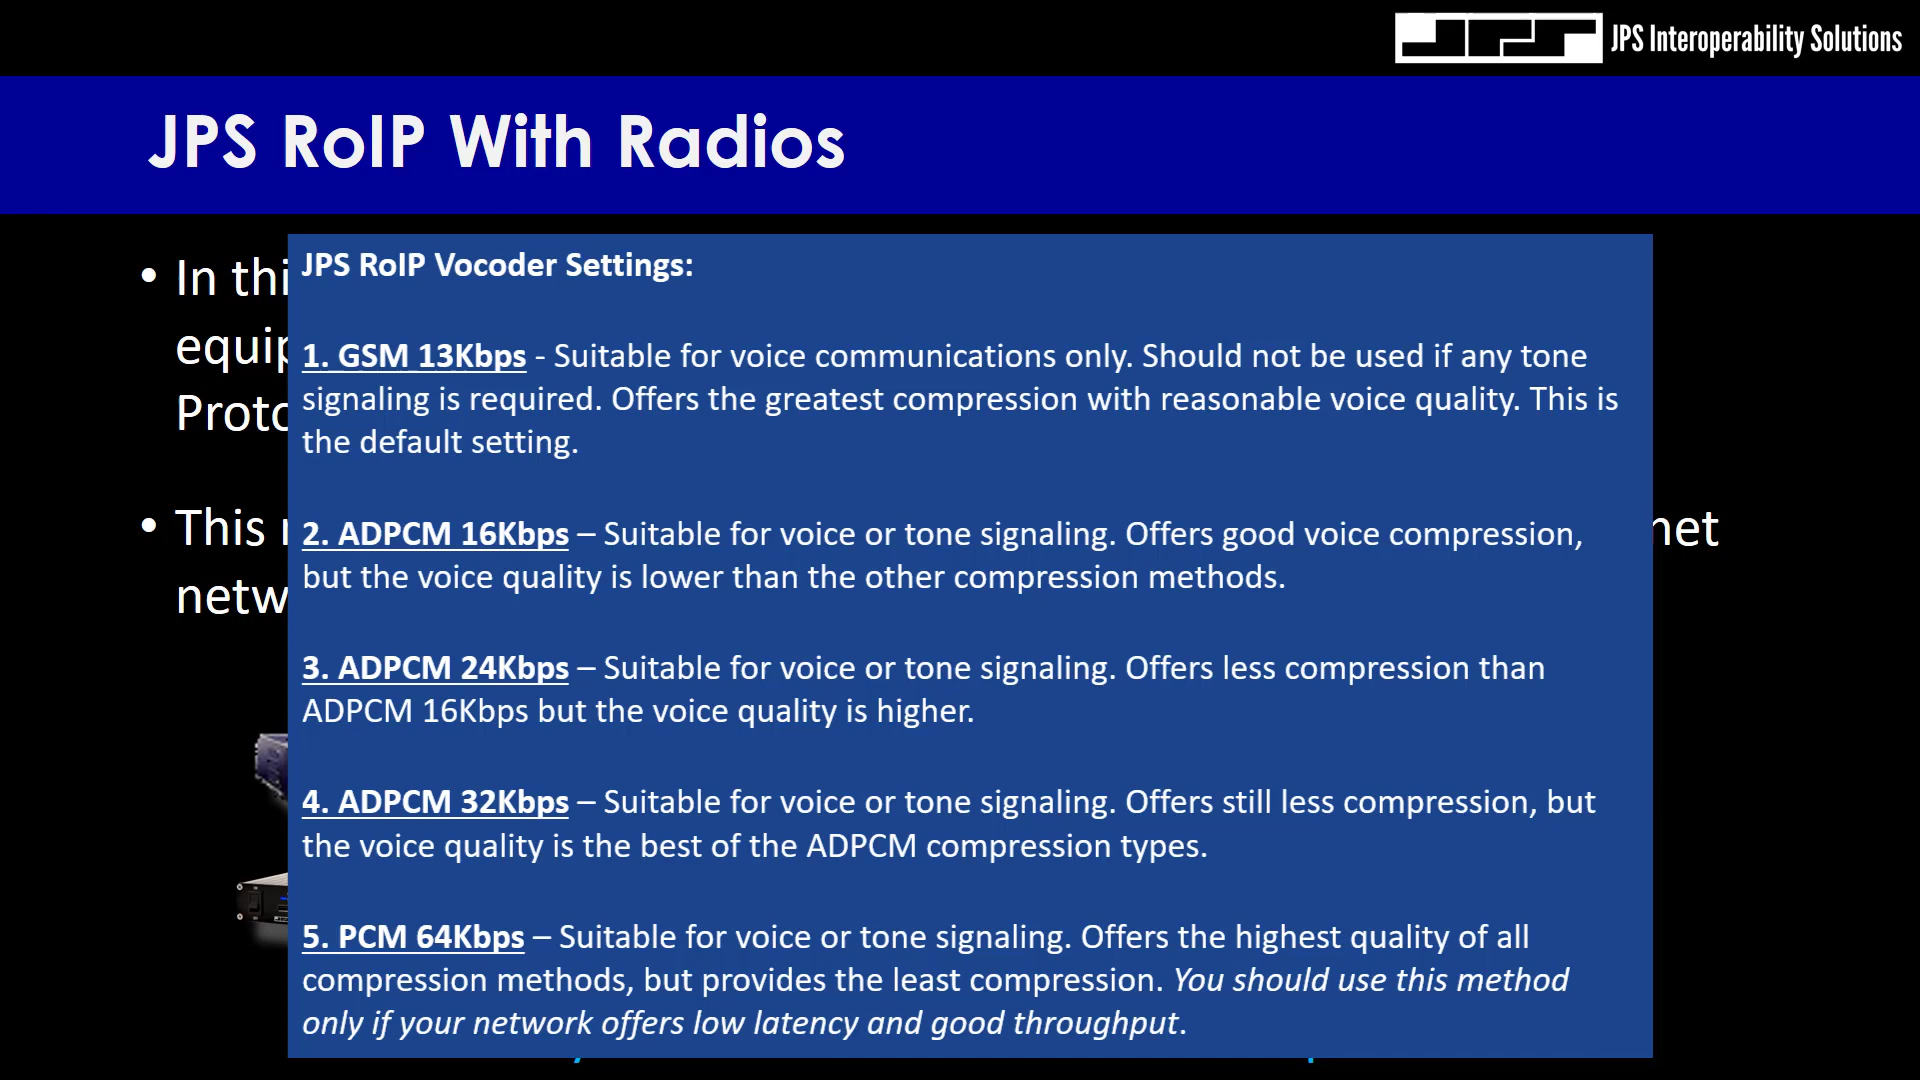 JPS Interoperability Solutions
JPS RoIP With Radios
• In thi
equip
Proto
• This
netw
net
JPS RoIP Vocoder Settings:
1. GSM 13Kbps - Suitable for voice communications only. Should not be used if any tone
signaling is required. Offers the greatest compression with reasonable voice quality. This is
the default setting.
2. ADPCM 16Kbps – Suitable for voice or tone signaling. Offers good voice compression,
but the voice quality is lower than the other compression methods.
3. ADPCM 24Kbps – Suitable for voice or tone signaling. Offers less compression than
ADPCM 16Kbps but the voice quality is higher.
4. ADPCM 32Kbps – Suitable for voice or tone signaling. Offers still less compression, but
the voice quality is the best of the ADPCM compression types.
5. PCM 64Kbps – Suitable for voice or tone signaling. Offers the highest quality of all
compression methods, but provides the least compression. You should use this method
only if your network offers low latency and good throughput.